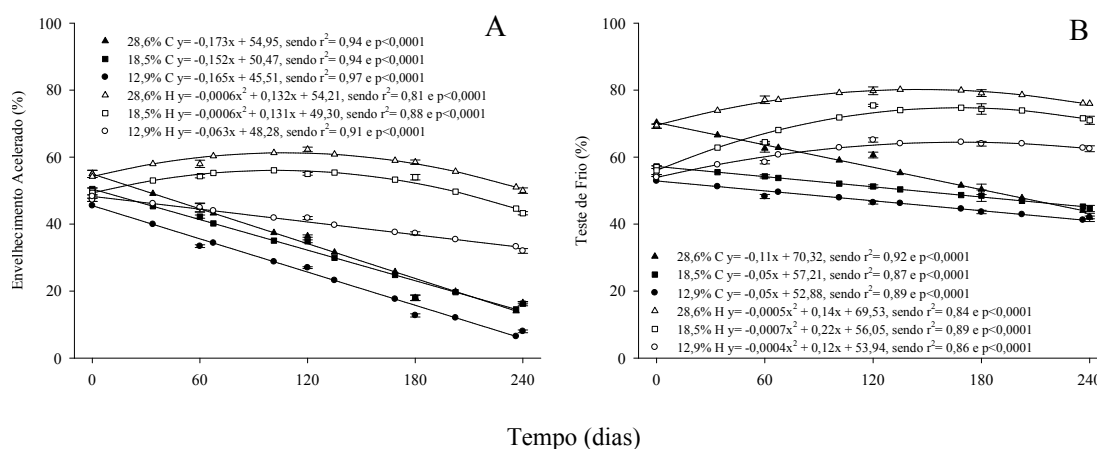 A
Envelhecimento Acelerado (%)
100
80
60
40
20
0
28,6% C y= -0,173x + 54,95, sendo r²= 0,94 e p<0,0001
18,5% C y= -0,152x + 50,47, sendo r²= 0,94 e p<0,0001
12,9% C y= -0,165x + 45,51, sendo r²= 0,97 e p<0,0001
28,6% H y= -0,0006x² + 0,132x + 54,21, sendo r²= 0,81 e p<0,0001
18,5% H y= -0,0006x² + 0,131x + 49,30, sendo r²= 0,88 e p<0,0001
12,9% H y= -0,063x + 48,28, sendo r²= 0,91 e p<0,0001
0 60 120 180 240
B
Teste de Frio (%)
100
80
60
40
20
0
28,6% C y= -0,11x + 70,32, sendo r²= 0,92 e p<0,0001
18,5% C y= -0,05x + 57,21, sendo r²= 0,87 e p<0,0001
12,9% C y= -0,05x + 52,88, sendo r²= 0,89 e p<0,0001
28,6% H y= -0,0005x² + 0,14x + 69,53, sendo r²= 0,84 e p<0,0001
18,5% H y= -0,0007x² + 0,22x + 56,05, sendo r²= 0,89 e p<0,0001
12,9% H y= -0,0004x² + 0,12x + 53,94, sendo r²= 0,86 e p<0,0001
0 60 120 180 240
Tempo (dias)